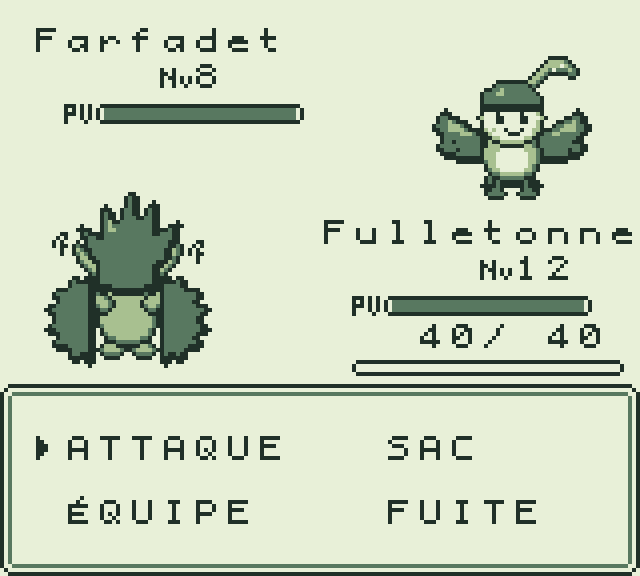 Farfadet
Nv8
PV
Fulletonne
Nv12
PV
40/ 40
ATTAQUE SAC
ÉQUIPE FUITE